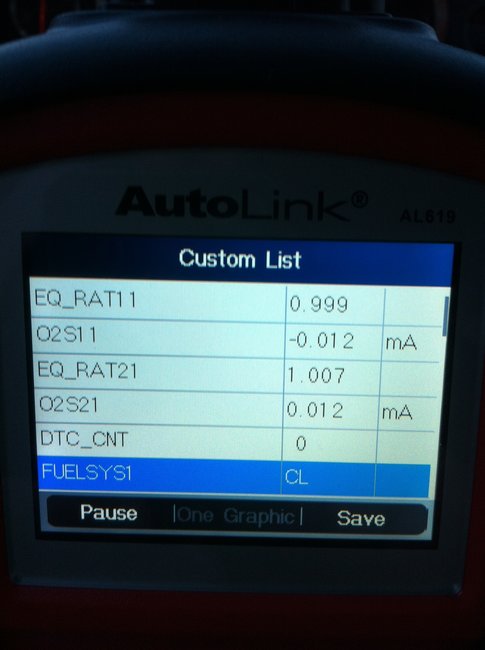 AutoLink®
AL619
Custom List
EQ_RAT11 0.999
O2S11 -0.012 mA
EQ_RAT21 1.007
O2S21 0.012 mA
DTC_CNT 0
FUELSYS1 CL
Pause |One Graphic| Save